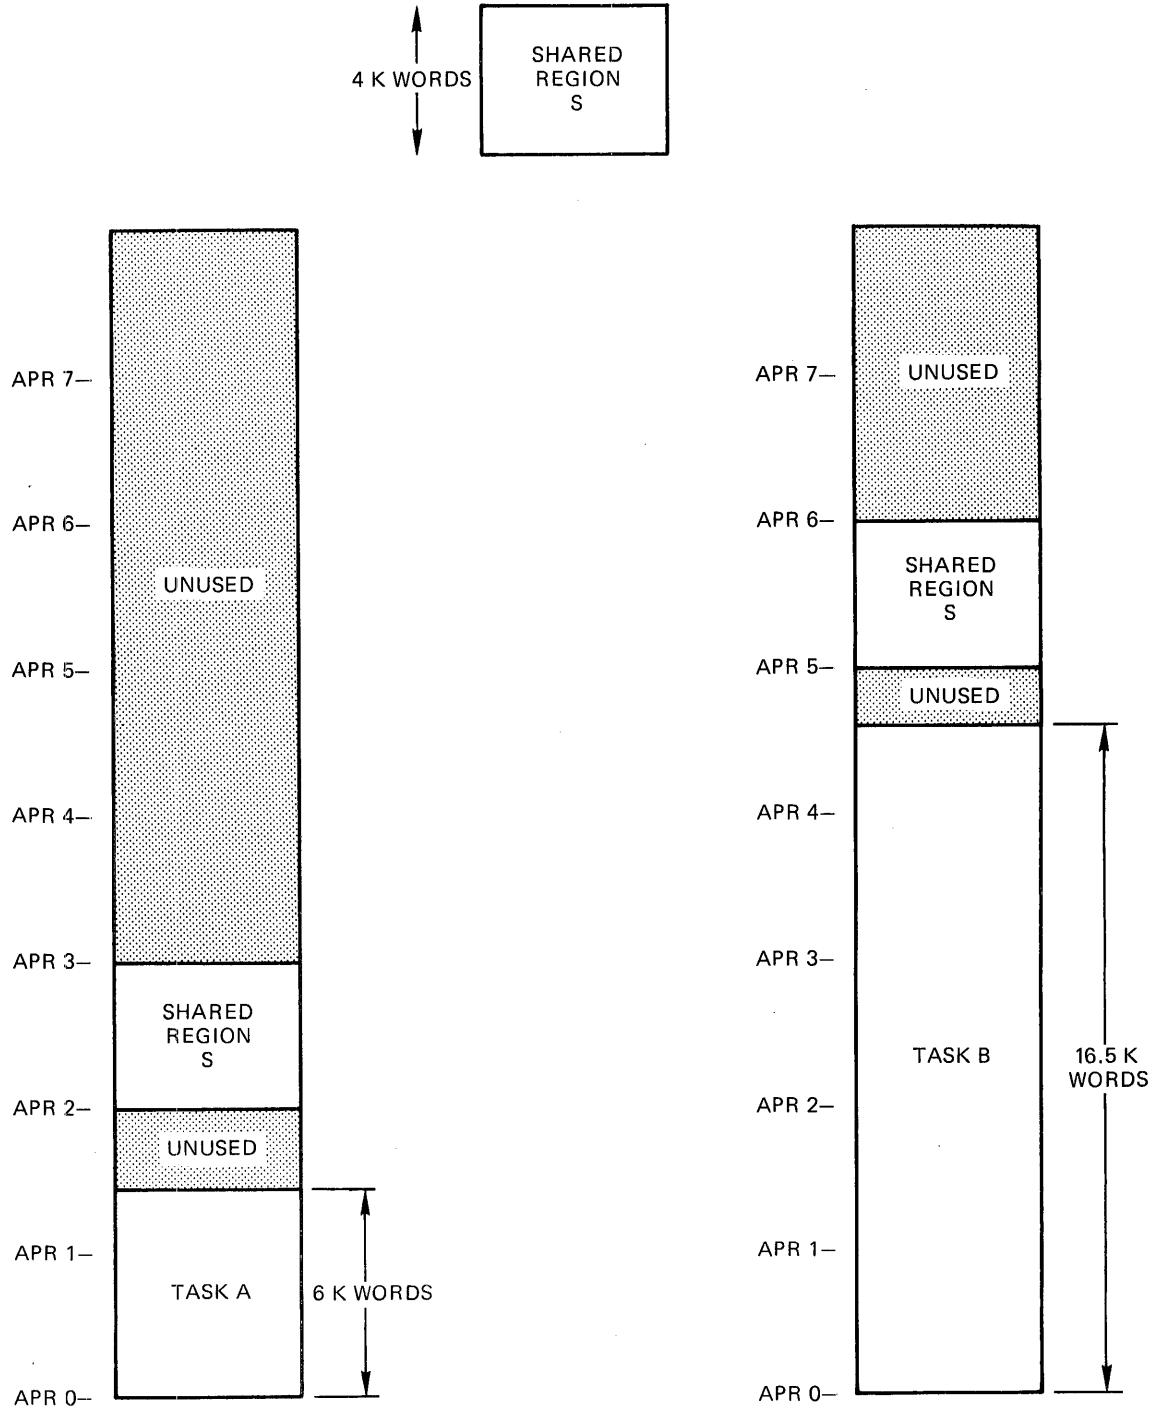 4 K WORDS
SHARED
REGION
S
APR 7—
APR 6—
UNUSED
APR 5—
APR 4—
APR 3—
SHARED
REGION
S
APR 2—
UNUSED
APR 1—
TASK A
6 K WORDS
APR 0—
APR 7—
UNUSED
APR 6—
SHARED
REGION
S
APR 5—
UNUSED
APR 4—
APR 3—
TASK B
16.5 K
WORDS
APR 2—
APR 1—
APR 0—